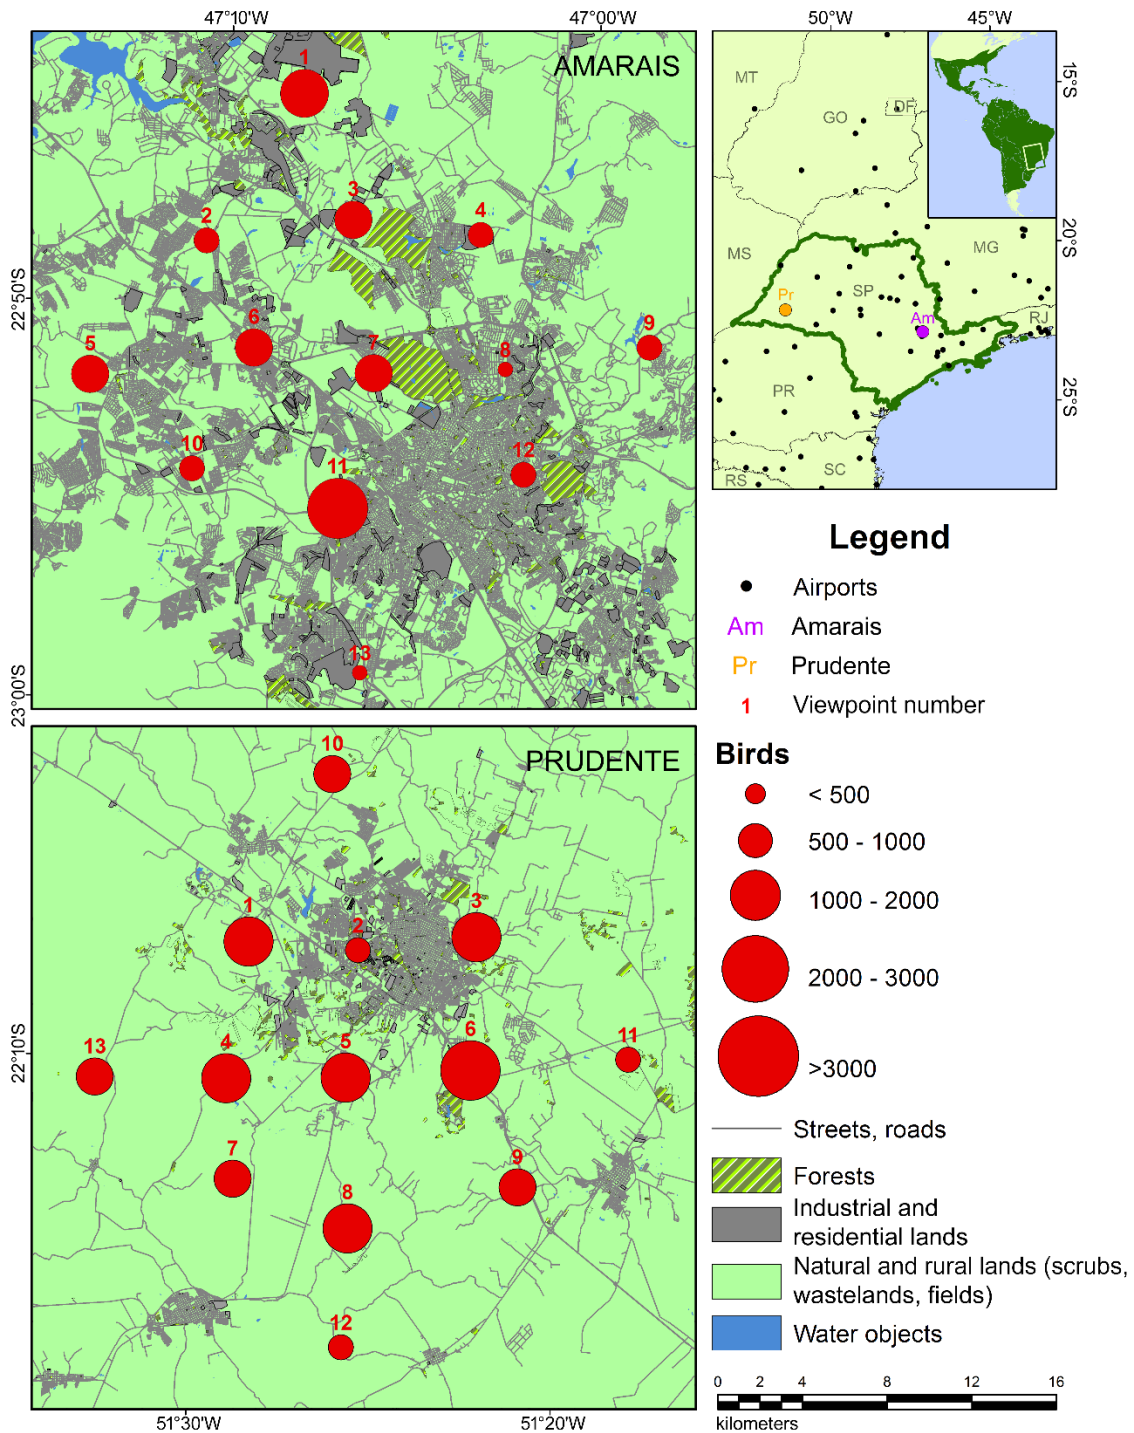 47°10'W
47°00'W
50°W
45°W
AMARAIS
1
2
3
4
5
6
7
8
9
10
11
12
13
22°50'S
23°00'S
MT
GO
DF
MS
MG
SP
RJ
PR
SC
RS
Pr
Am
15°S
20°S
25°S
PRUDENTE
10
1
2
3
4
5
6
11
13
7
8
9
12
22°10'S
51°30'W
51°20'W
Legend
Airports
Am Amarais
Pr Prudente
1 Viewpoint number
Birds
< 500
500 - 1000
1000 - 2000
2000 - 3000
>3000
Streets, roads
Forests
Industrial and
residential lands
Natural and rural lands (scrubs,
wastelands, fields)
Water objects
0 2 4 8 12 16
kilometers